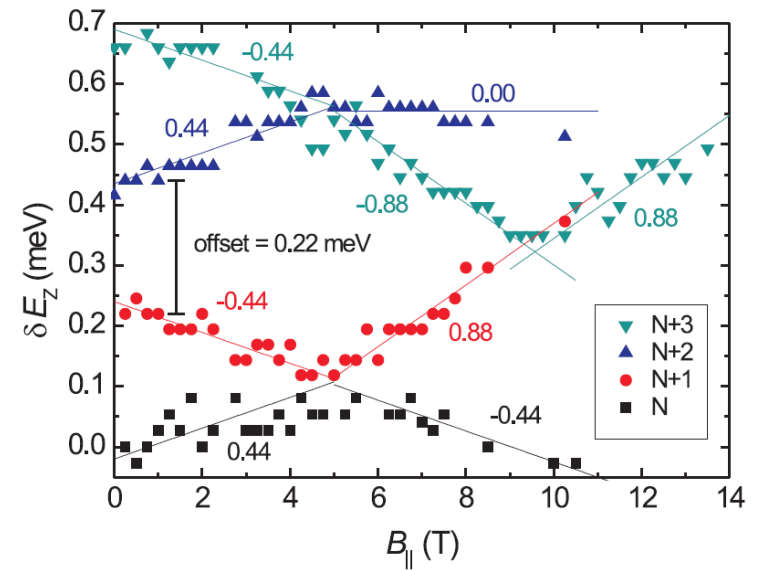 0.7
0.6
0.5
0.4
0.3
0.2
0.1
0.0
δE_Z (meV)
-0.44
0.44
0.00
-0.88
0.88
offset = 0.22 meV
-0.44
0.88
0.44
-0.44
N+3
N+2
N+1
N
0 2 4 6 8 10 12 14
B_|| (T)